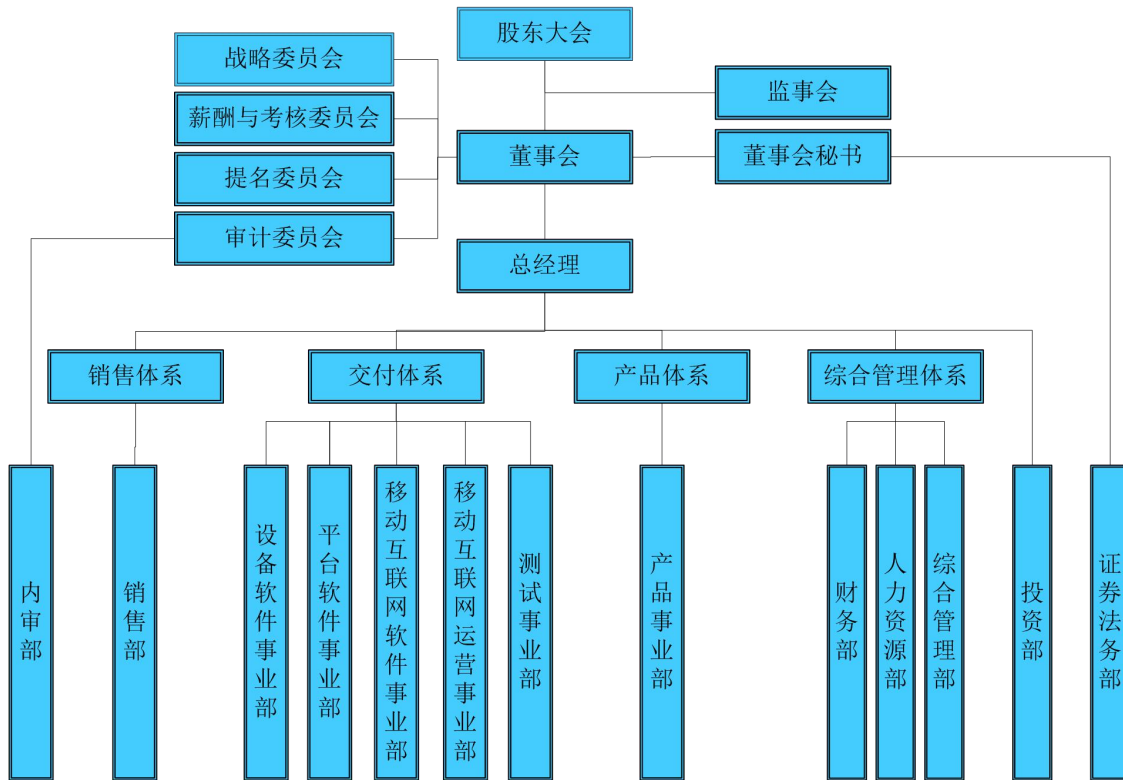 股东大会
战略委员会
监事会
薪酬与考核委员会
董事会
董事会秘书
提名委员会
审计委员会
总经理
销售体系
交付体系
产品体系
综合管理体系
内审部
销售部
设备软件事业部
平台软件事业部
移动互联网软件事业部
移动互联网运营事业部
测试事业部
产品事业部
财务部
人力资源部
综合管理部
投资部
证券法务部